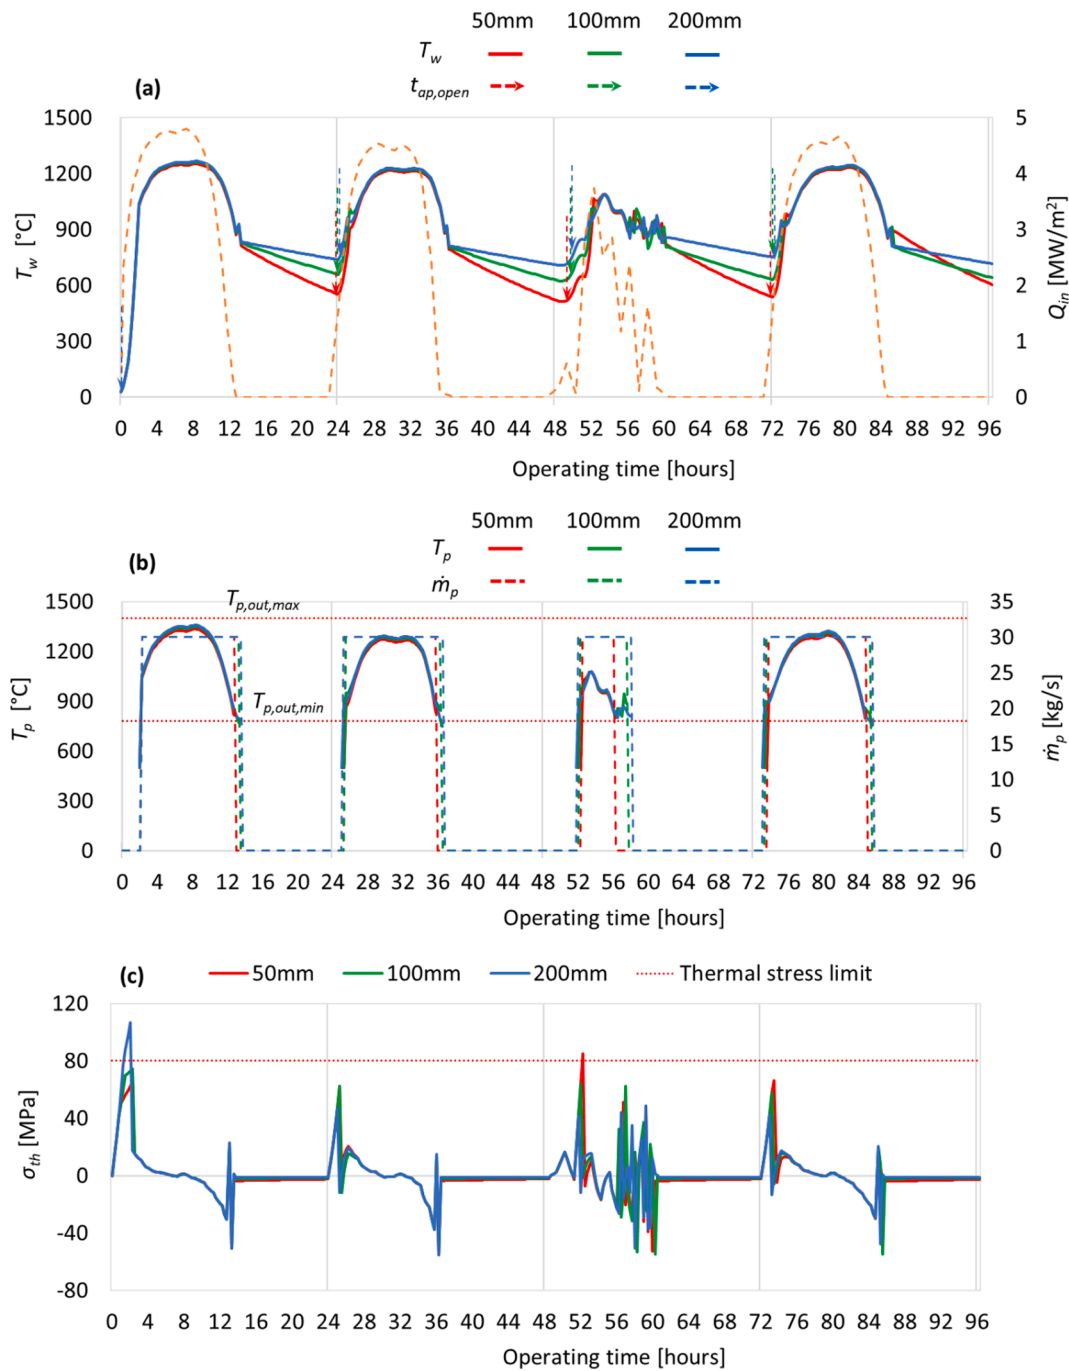 50mm 100mm 200mm
T_w
t_ap,open
(a)
1500 5
1200 4
900 3
600 2
300 1
0 0
T_w [°C]
Q_in [MW/m²]
0 4 8 12 16 20 24 28 32 36 40 44 48 52 56 60 64 68 72 76 80 84 88 92 96
Operating time [hours]
50mm 100mm 200mm
T_p
ṁ_p
(b)
T_p,out,max
T_p,out,min
1500 35
1200 30
900 25
600 20
300 15
0 10
5
0
T_p [°C]
ṁ_p [kg/s]
0 4 8 12 16 20 24 28 32 36 40 44 48 52 56 60 64 68 72 76 80 84 88 92 96
Operating time [hours]
(c) 50mm 100mm 200mm Thermal stress limit
120
80
40
0
-40
-80
σ_th [MPa]
0 4 8 12 16 20 24 28 32 36 40 44 48 52 56 60 64 68 72 76 80 84 88 92 96
Operating time [hours]